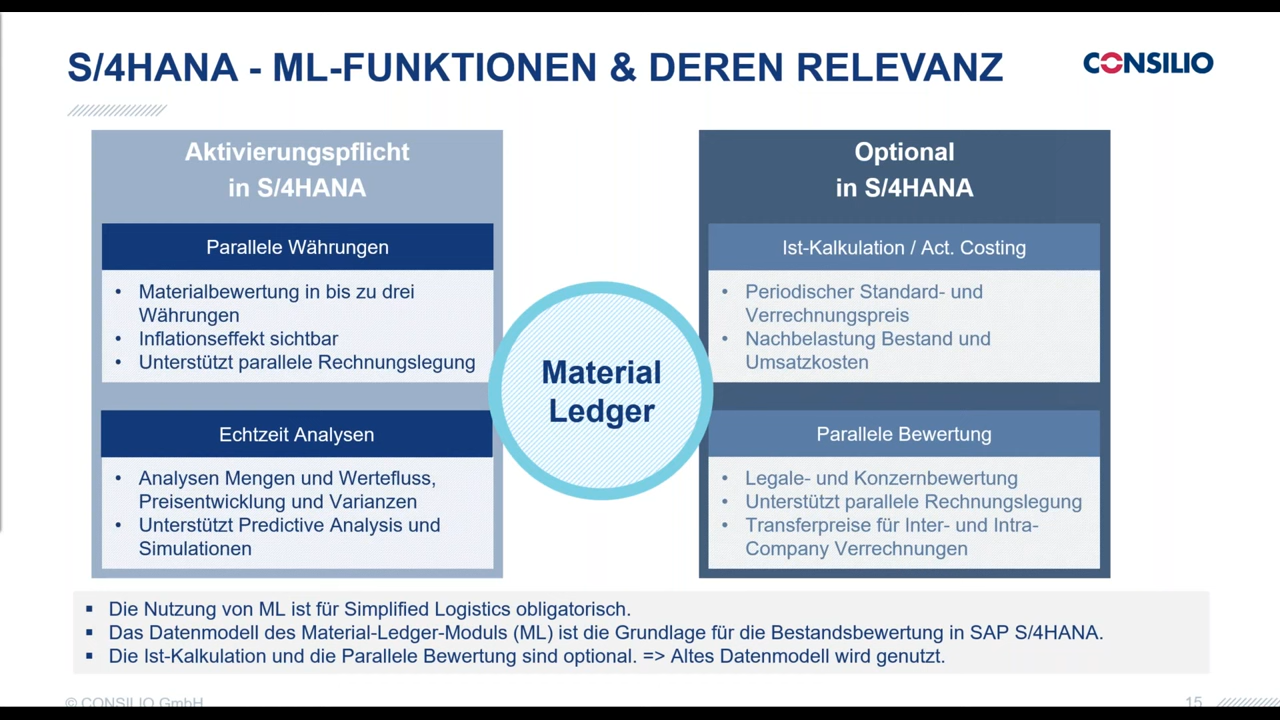 S/4HANA - ML-FUNKTIONEN & DEREN RELEVANZ
CONSILIO
Aktivierungspflicht
in S/4HANA
Parallele Währungen
• Materialbewertung in bis zu drei
Währungen
• Inflationseffekt sichtbar
• Unterstützt parallele Rechnungslegung
Echtzeit Analysen
• Analysen Mengen und Wertefluss,
Preisentwicklung und Varianzen
• Unterstützt Predictive Analysis und
Simulationen
Material
Ledger
Optional
in S/4HANA
Ist-Kalkulation / Act. Costing
• Periodischer Standard- und
Verrechnungspreis
• Nachbelastung Bestand und
Umsatzkosten
Parallele Bewertung
• Legale- und Konzernbewertung
• Unterstützt parallele Rechnungslegung
• Transferpreise für Inter- und Intra-
Company Verrechnungen
▪ Die Nutzung von ML ist für Simplified Logistics obligatorisch.
▪ Das Datenmodell des Material-Ledger-Moduls (ML) ist die Grundlage für die Bestandsbewertung in SAP S/4HANA.
▪ Die Ist-Kalkulation und die Parallele Bewertung sind optional. => Altes Datenmodell wird genutzt.
© CONSILIO GmbH
15